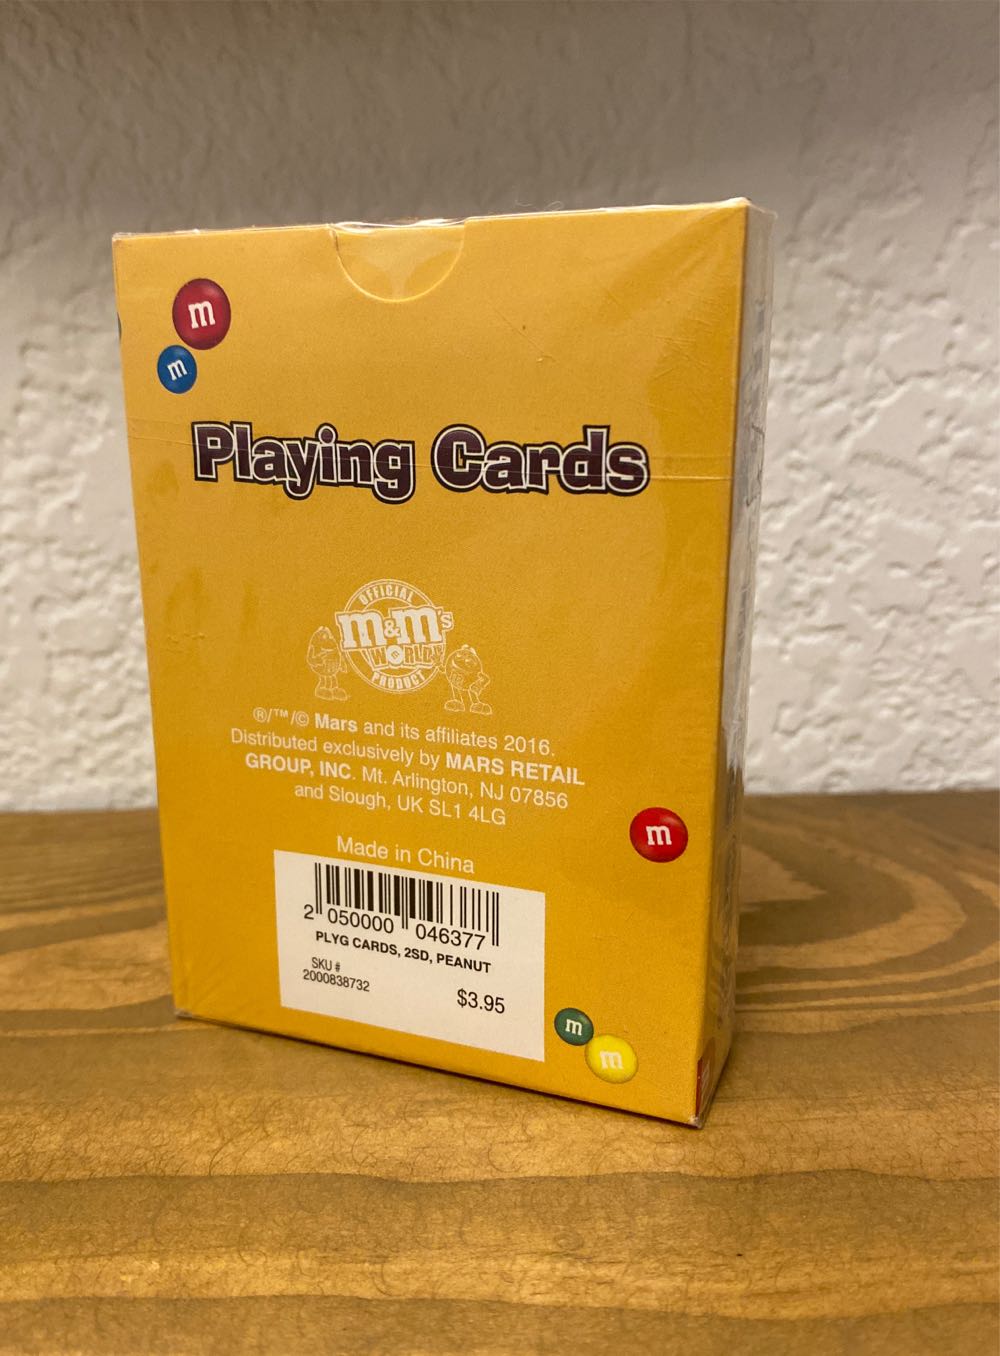 m
m
Playing Cards
OFFICIAL
m&m's
WORLD
PRODUCT
®/™/© Mars and its affiliates 2016.
Distributed exclusively by MARS RETAIL
GROUP, INC. Mt. Arlington, NJ 07856
and Slough, UK SL1 4LG
m
Made in China
2 050000 046377
PLYG CARDS, 2SD, PEANUT
SKU #
2000838732
$3.95
m
m